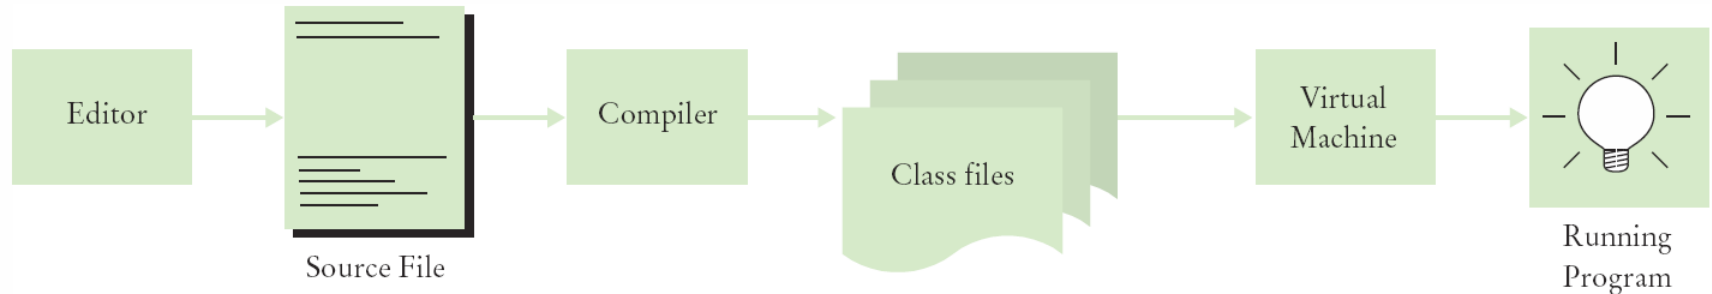 Editor
Source File
Compiler
Class files
Virtual
Machine
Running
Program